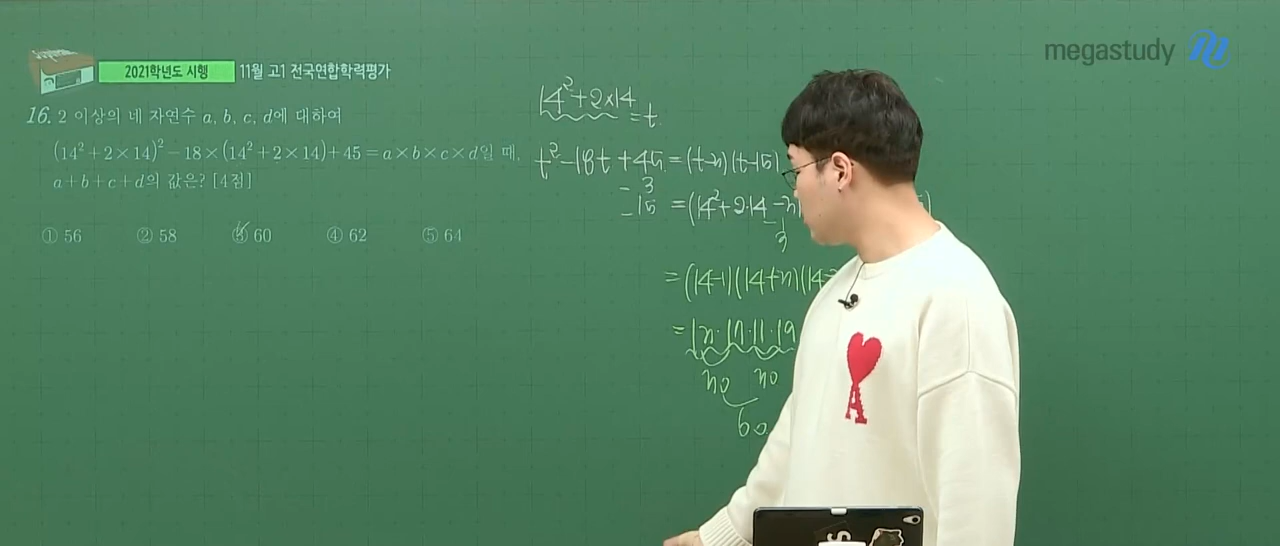 megastudy
2021학년도 시행 11월 고1 전국연합학력평가
16. 2 이상의 네 자연수 a, b, c, d에 대하여
(14²+2×14)²−18×(14²+2×14)+45=a×b×c×d일 때,
a+b+c+d의 값은? [4점]
① 56 ② 58 ③ 60 ④ 62 ⑤ 64
14²+2×14 = t
t²−18t+45 = (t−3)(t−15)
−3
−15 = (14²+2·14−3)
= (14−1)(14+3)(14−
= 13·17·11·19
30 30
60